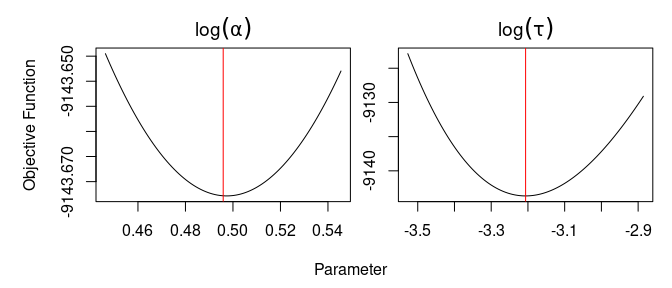 log(α)
log(τ)
Objective Function
-9143.650
-9143.670
0.46 0.48 0.50 0.52 0.54
-9130
-9140
-3.5 -3.3 -3.1 -2.9
Parameter